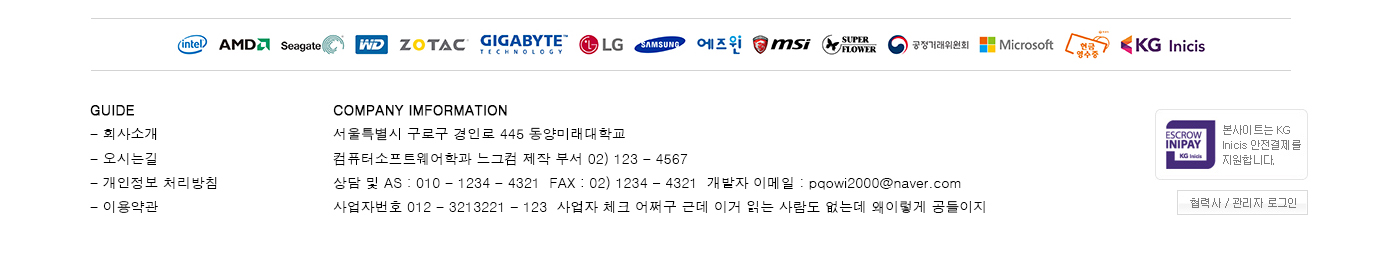 intel AMD Seagate WD ZOTAC GIGABYTE™ TECHNOLOGY LG SAMSUNG 에즈윈 msi SUPER FLOWER 공정거래위원회 Microsoft 현금영수증 KG Inicis
GUIDE
- 회사소개
- 오시는길
- 개인정보 처리방침
- 이용약관
COMPANY IMFORMATION
서울특별시 구로구 경인로 445 동양미래대학교
컴퓨터소프트웨어학과 느그컴 제작 부서 02) 123 - 4567
상담 및 AS : 010 - 1234 - 4321 FAX : 02) 1234 - 4321 개발자 이메일 : pqowi2000@naver.com
사업자번호 012 - 3213221 - 123 사업자 체크 어쩌구 근데 이거 읽는 사람도 없는데 왜이렇게 공들이지
ESCROW
INIPAY
KG Inicis
본사이트는 KG
Inicis 안전결제를
지원합니다.
협력사 / 관리자 로그인